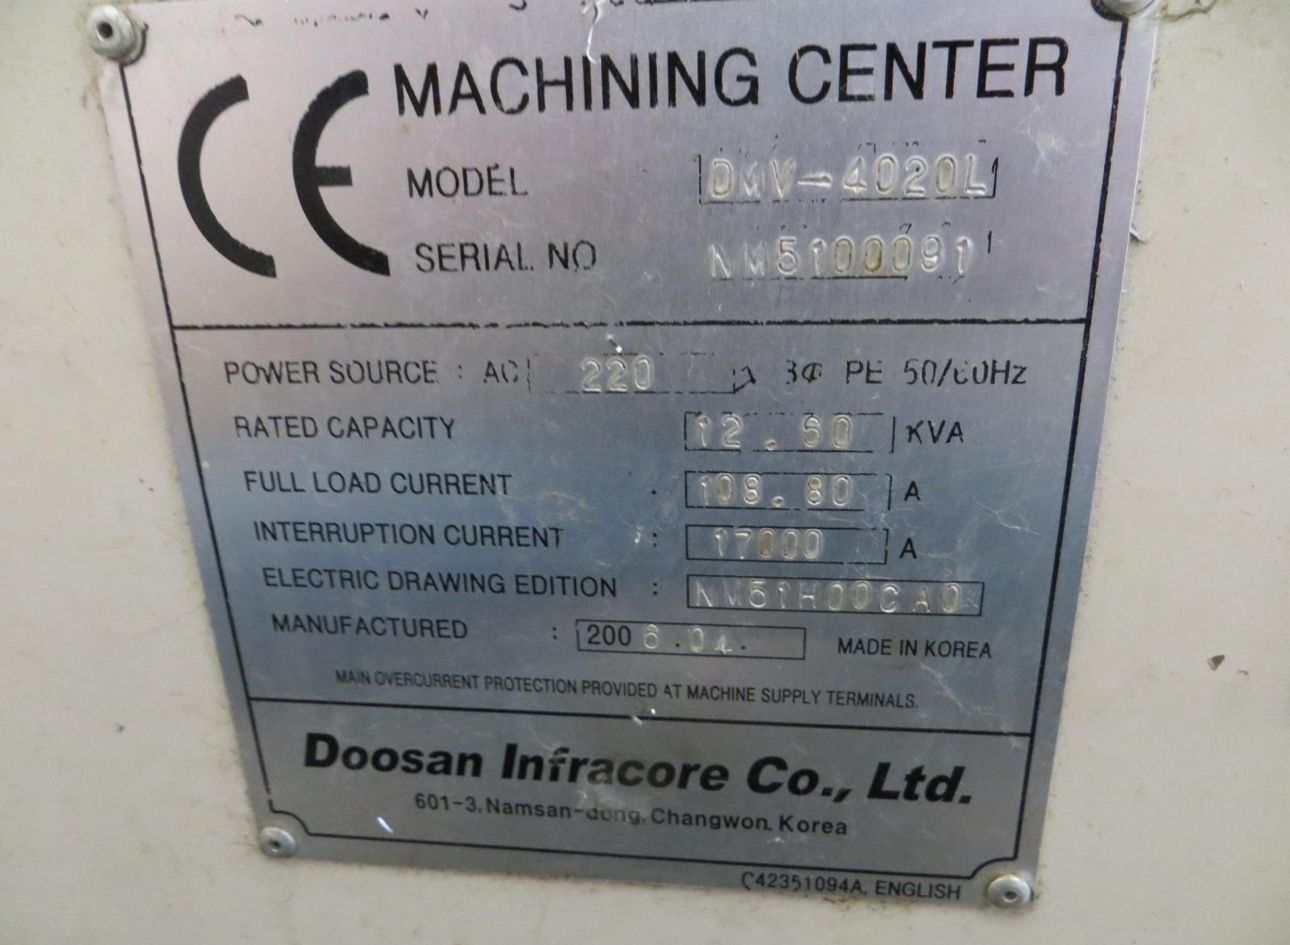 CE MACHINING CENTER
MODEL DMV-4020L
SERIAL NO NM5100091
POWER SOURCE : AC 220 V 3Φ PE 50/60Hz
RATED CAPACITY 12.60 KVA
FULL LOAD CURRENT : 108.80 A
INTERRUPTION CURRENT : 17000 A
ELECTRIC DRAWING EDITION : NM51H00CA0
MANUFACTURED : 2006.04. MADE IN KOREA
MAIN OVERCURRENT PROTECTION PROVIDED AT MACHINE SUPPLY TERMINALS.
Doosan Infracore Co., Ltd.
601-3, Namsan-dong, Changwon, Korea
C42351094A, ENGLISH